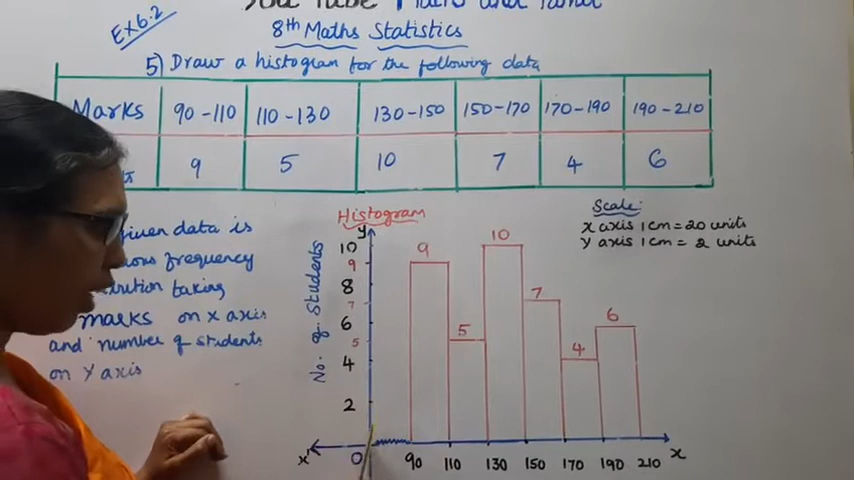 Ex 6.2
8th Maths Statistics
5) Draw a histogram for the following data
Marks 90-110 110-130 130-150 150-170 170-190 190-210
9 5 10 7 4 6
given data is
frequency
taking
marks on x axis
and number of students
on Y axis
Histogram
Scale:
X axis 1cm = 20 units
Y axis 1cm = 2 units
y
No. of Students
10
9
8
7
6
5
4
2
9 5 10 7 4 6
x' 0 90 110 130 150 170 190 210 x